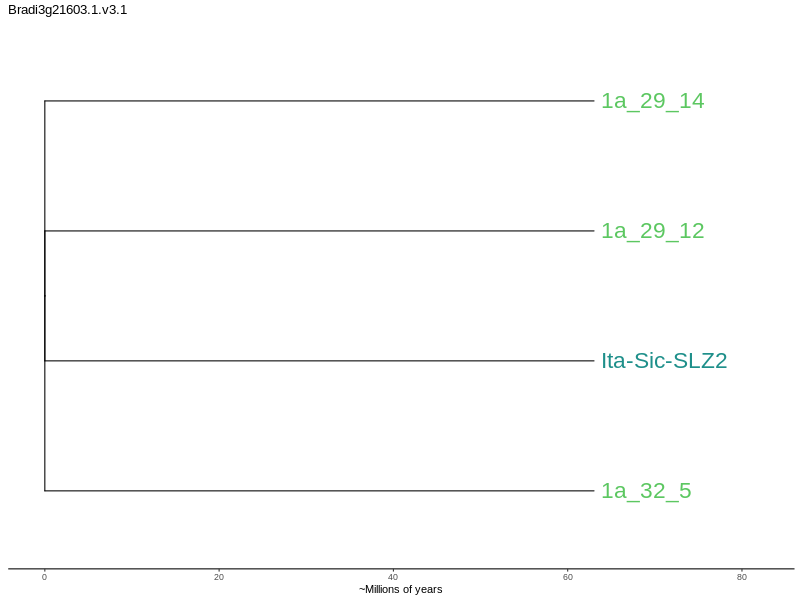 Bradi3g21603.1.v3.1
1a_29_14
1a_29_12
Ita-Sic-SLZ2
1a_32_5
0 20 40 60 80
~Millions of years